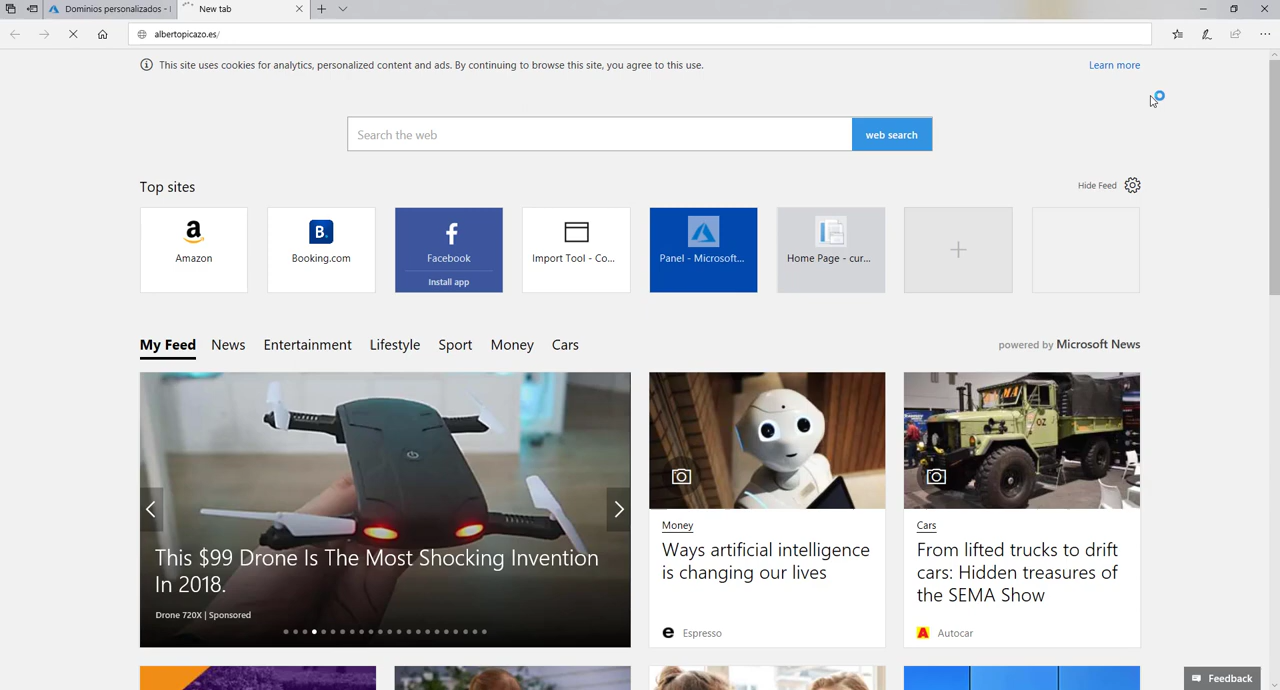 Dominios personalizados - I
New tab
albertopicazo.es/
This site uses cookies for analytics, personalized content and ads. By continuing to browse this site, you agree to this use.
Learn more
Search the web
web search
Top sites
Hide Feed
a
Amazon
B.
Booking.com
f
Facebook
Install app
Import Tool - Co...
Panel - Microsoft...
Home Page - cur...
My Feed
News
Entertainment
Lifestyle
Sport
Money
Cars
powered by Microsoft News
This $99 Drone Is The Most Shocking Invention
In 2018.
Drone 720X | Sponsored
Money
Ways artificial intelligence
is changing our lives
e Espresso
OZ
Cars
From lifted trucks to drift
cars: Hidden treasures of
the SEMA Show
A Autocar
Feedback